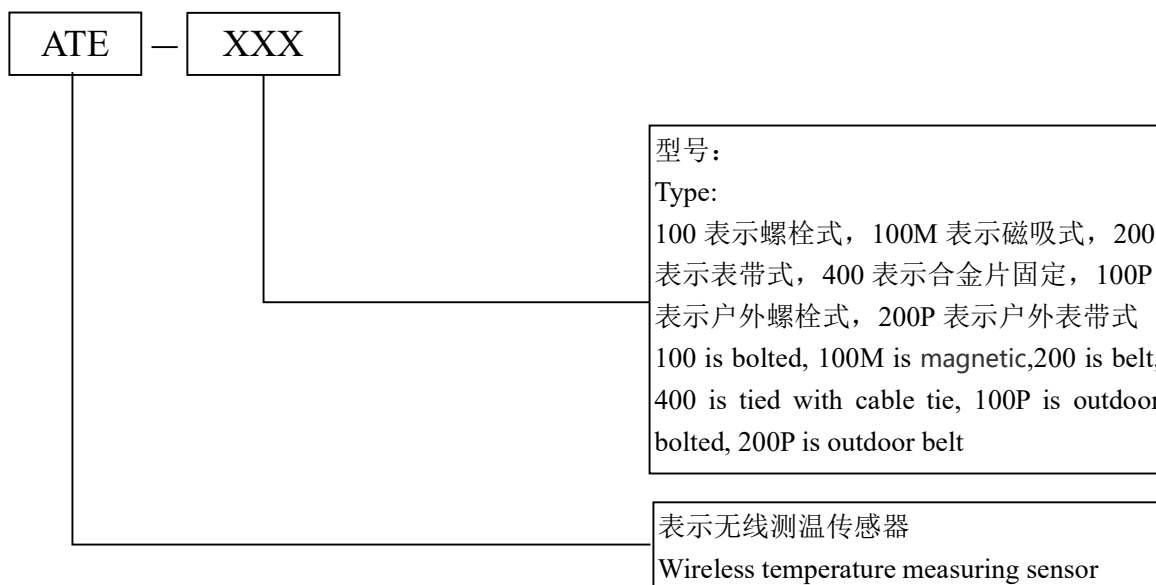 ATE — XXX
型号：
Type:
100 表示螺栓式，100M 表示磁吸式，200
表示表带式，400 表示合金片固定，100P
表示户外螺栓式，200P 表示户外表带式
100 is bolted, 100M is magnetic,200 is belt,
400 is tied with cable tie, 100P is outdoor
bolted, 200P is outdoor belt
表示无线测温传感器
Wireless temperature measuring sensor